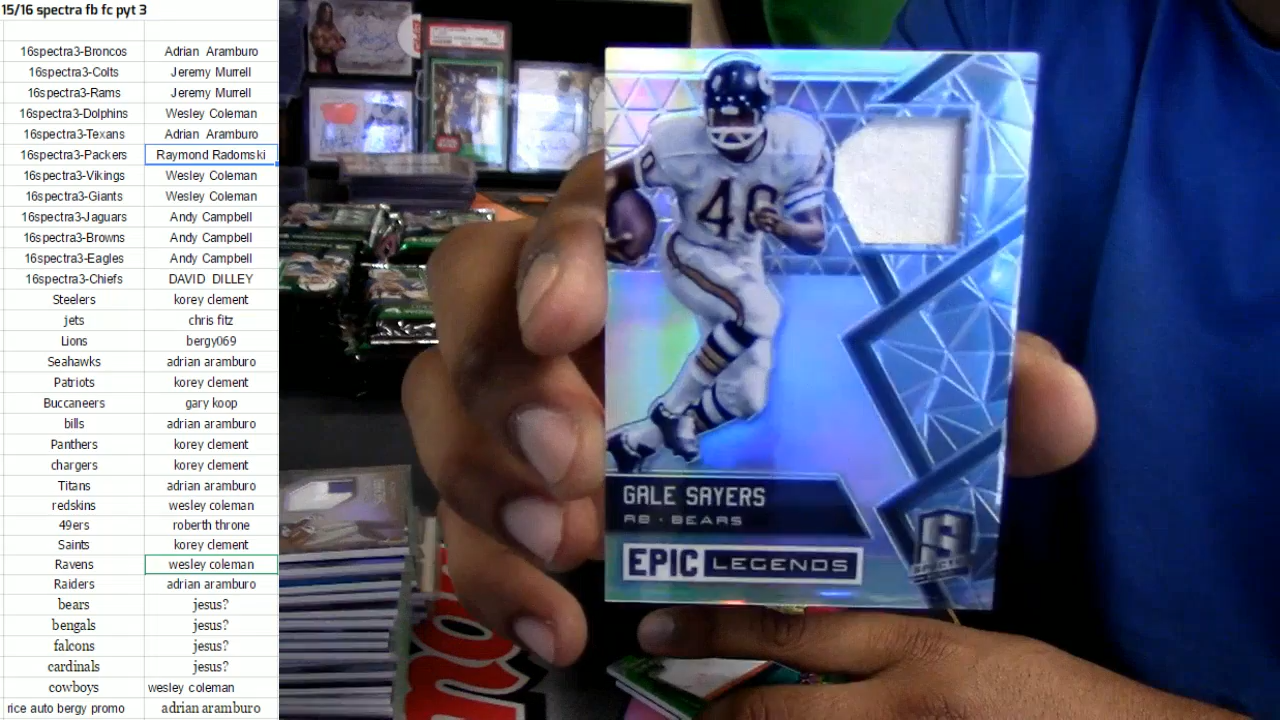 15/16 spectra fb fc pyt 3
16spectra3-Broncos Adrian Aramburo
16spectra3-Colts Jeremy Murrell
16spectra3-Rams Jeremy Murrell
16spectra3-Dolphins Wesley Coleman
16spectra3-Texans Adrian Aramburo
16spectra3-Packers Raymond Radomski
16spectra3-Vikings Wesley Coleman
16spectra3-Giants Wesley Coleman
16spectra3-Jaguars Andy Campbell
16spectra3-Browns Andy Campbell
16spectra3-Eagles Andy Campbell
16spectra3-Chiefs DAVID DILLEY
Steelers korey clement
jets chris fitz
Lions bergy069
Seahawks adrian aramburo
Patriots korey clement
Buccaneers gary koop
bills adrian aramburo
Panthers korey clement
chargers korey clement
Titans adrian aramburo
redskins wesley coleman
49ers roberth throne
Saints korey clement
Ravens wesley coleman
Raiders adrian aramburo
bears jesus?
bengals jesus?
falcons jesus?
cardinals jesus?
cowboys wesley coleman
rice auto bergy promo adrian aramburo
40
GALE SAYERS
RB · BEARS
EPIC LEGENDS
S